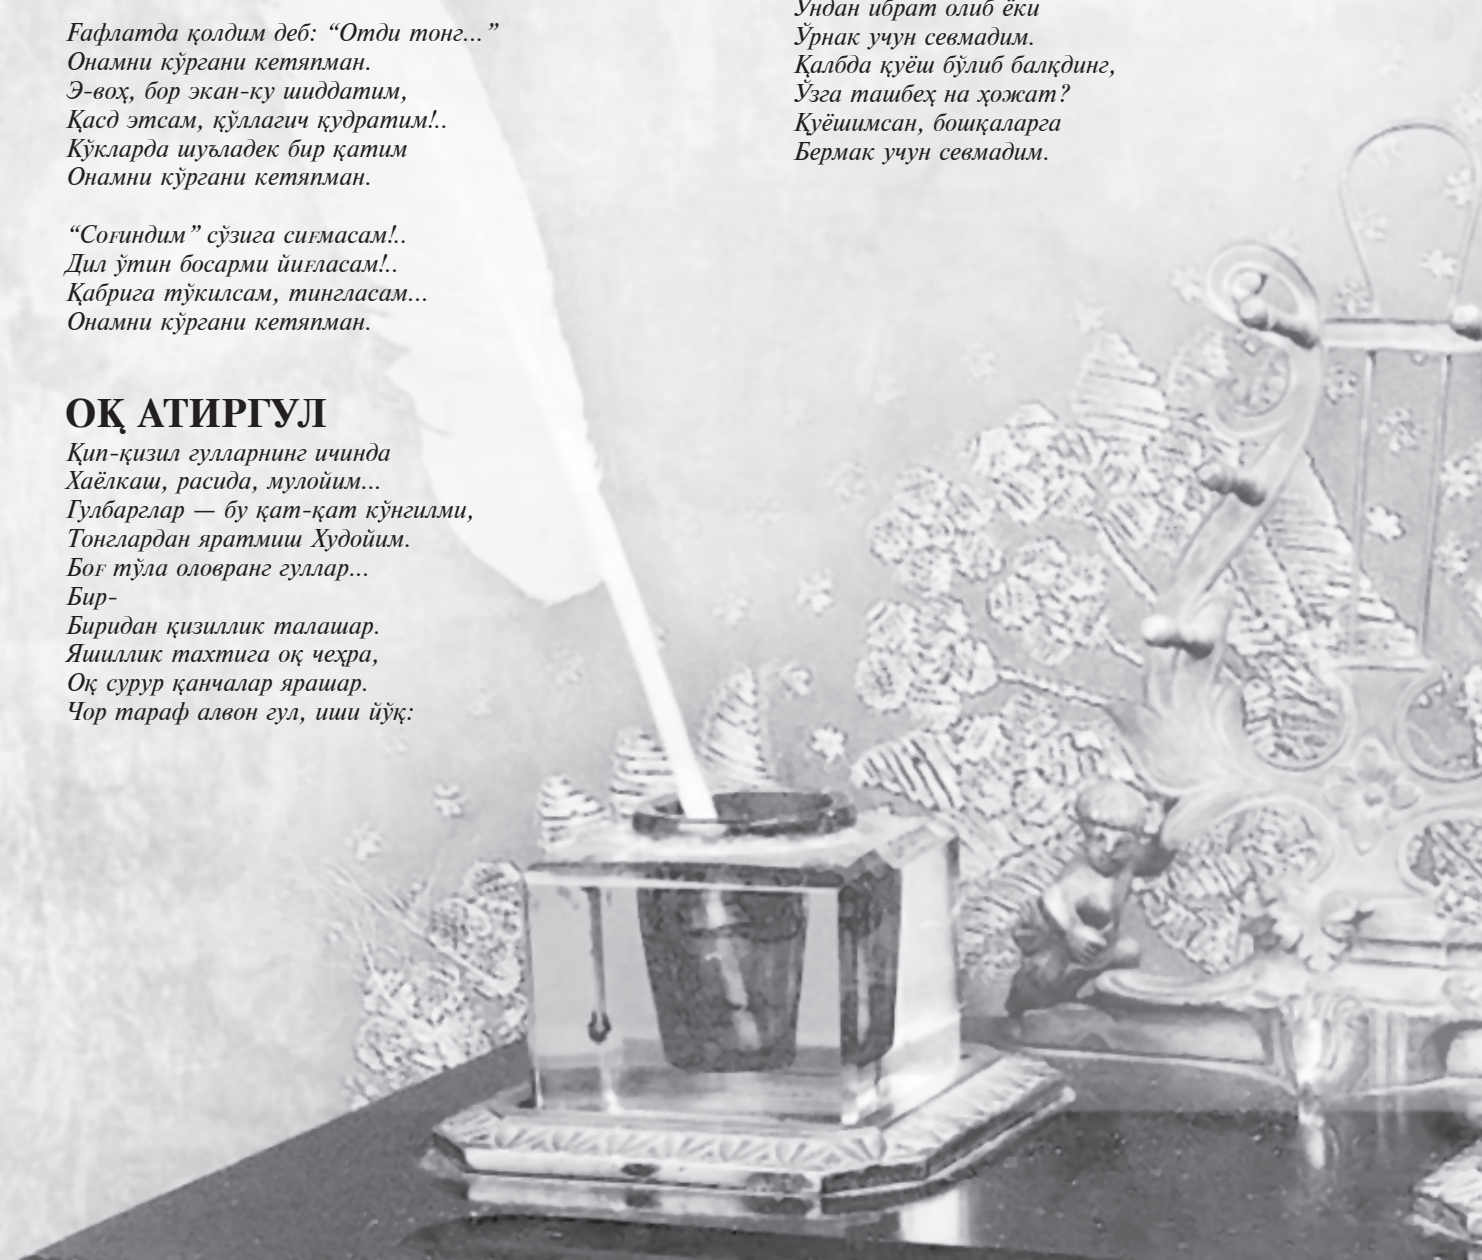 Ғафлатда қолдим деб: “Отди тонг...”
Онамни кўргани кетяпман.
Э-воҳ, бор экан-ку шиддатим,
Қасд этсам, қўллагич қудратим!..
Кўкларда шуъладек бир қатим
Онамни кўргани кетяпман.
“Соғиндим” сўзига сиғмасам!..
Дил ўтин босарми йиғласам!..
Қабрига тўкилсам, тингласам...
Онамни кўргани кетяпман.
ОҚ АТИРГУЛ
Қип-қизил гулларнинг ичинда
Хаёлкаш, расида, мулойим...
Гулбарглар — бу қат-қат кўнгилми,
Тонглардан яратмиш Худойим.
Боғ тўла оловранг гуллар...
Бир-
Биридан қизиллик талашар.
Яшиллик тахтига оқ чеҳра,
Оқ сурур қанчалар ярашар.
Чор тараф алвон гул, иши йўқ:
Ундан ибрат олиб ёки
Ўрнак учун севмадим.
Қалбда қуёш бўлиб балқдинг,
Ўзга ташбеҳ на ҳожат?
Қуёшимсан, бошқаларга
Бермак учун севмадим.